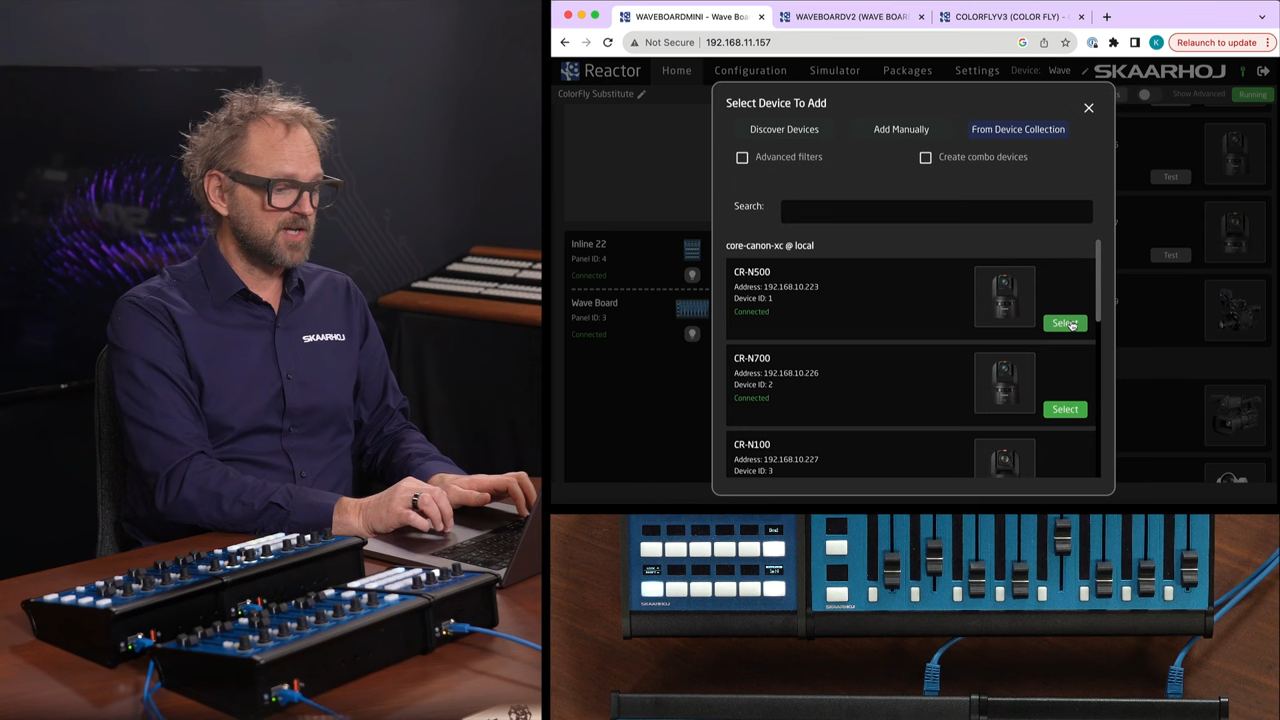 SKAARHOJ
WAVEBOARDMINI - Wave Boa
WAVEBOARDV2 (WAVE BOARD
COLORFLYV3 (COLOR FLY) -
Not Secure
192.168.11.157
K
Relaunch to update
Reactor
Home
Configuration
Simulator
Packages
Settings
Device:
Wave
SKAARHOJ
ColorFly Substitute
Show Advanced
Running
Select Device To Add
Discover Devices
Add Manually
From Device Collection
Advanced filters
Create combo devices
Search:
core-canon-xc @ local
CR-N500
Address: 192.168.10.223
Device ID: 1
Connected
Select
CR-N700
Address: 192.168.10.226
Device ID: 2
Connected
Select
CR-N100
Address: 192.168.10.227
Device ID: 3
Inline 22
Panel ID: 4
Connected
Wave Board
Panel ID: 3
Connected
Test
Test
SKAARHOJ
SKAARHOJ